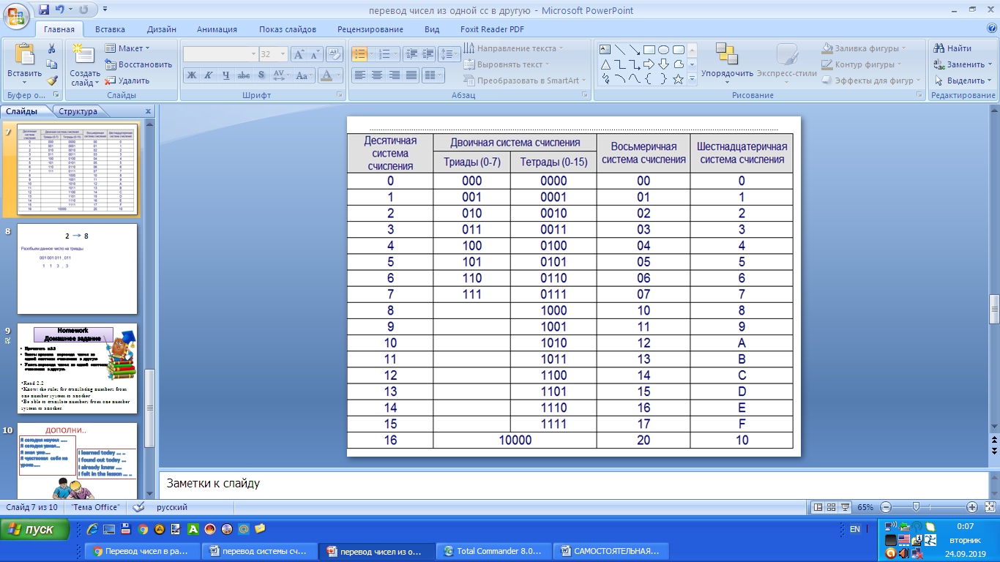 перевод чисел из одной сс в другую - Microsoft PowerPoint
Главная Вставка Дизайн Анимация Показ слайдов Рецензирование Вид Foxit Reader PDF
Вставить
Буфер о...
Создать слайд
Макет
Восстановить
Удалить
Слайды
32
Ж К Ч abc S AV Aa A
Шрифт
Направление текста
Выровнять текст
Преобразовать в SmartArt
Абзац
Упорядочить
Экспресс-стили
Заливка фигуры
Контур фигуры
Эффекты для фигур
Рисование
Найти
Заменить
Выделить
Редактирование
Слайды Структура x
7
8
2 → 8
Разобьем данное число на триады
001 001 011 , 011
1 1 3 , 3
9
Homework
Домашнее задание
• Прочитать п2.2
• Знать правила перевода чисел из
одной системы счисления в другую
• Уметь перевода чисел из одной системы
счисления в другую.
•Read 2.2
•Know: the rules for translating numbers from
one number system to another
•Be able to translate numbers from one number
system to another.
10
дополни..
Я сегодня научил .....
Я сегодня узнал...
Я знал уже....
Я чувствовал себя на
уроке.....
I learned today ... ..
I found out today ...
I already knew ....
I felt in the lesson ... ..
Десятичная система счисления
Двоичная система счисления
Триады (0-7) Тетрады (0-15)
Восьмеричная система счисления
Шестнадцатеричная система счисления
0 000 0000 00 0
1 001 0001 01 1
2 010 0010 02 2
3 011 0011 03 3
4 100 0100 04 4
5 101 0101 05 5
6 110 0110 06 6
7 111 0111 07 7
8 1000 10 8
9 1001 11 9
10 1010 12 A
11 1011 13 B
12 1100 14 C
13 1101 15 D
14 1110 16 E
15 1111 17 F
16 10000 20 10
Заметки к слайду
Слайд 7 из 10 "Тема Office" русский 65%
пуск
Перевод чисел в ра...
перевод системы сч...
перевод чисел из о...
Total Commander 8.0...
САМОСТОЯТЕЛЬНАЯ...
EN
0:07
вторник
24.09.2019